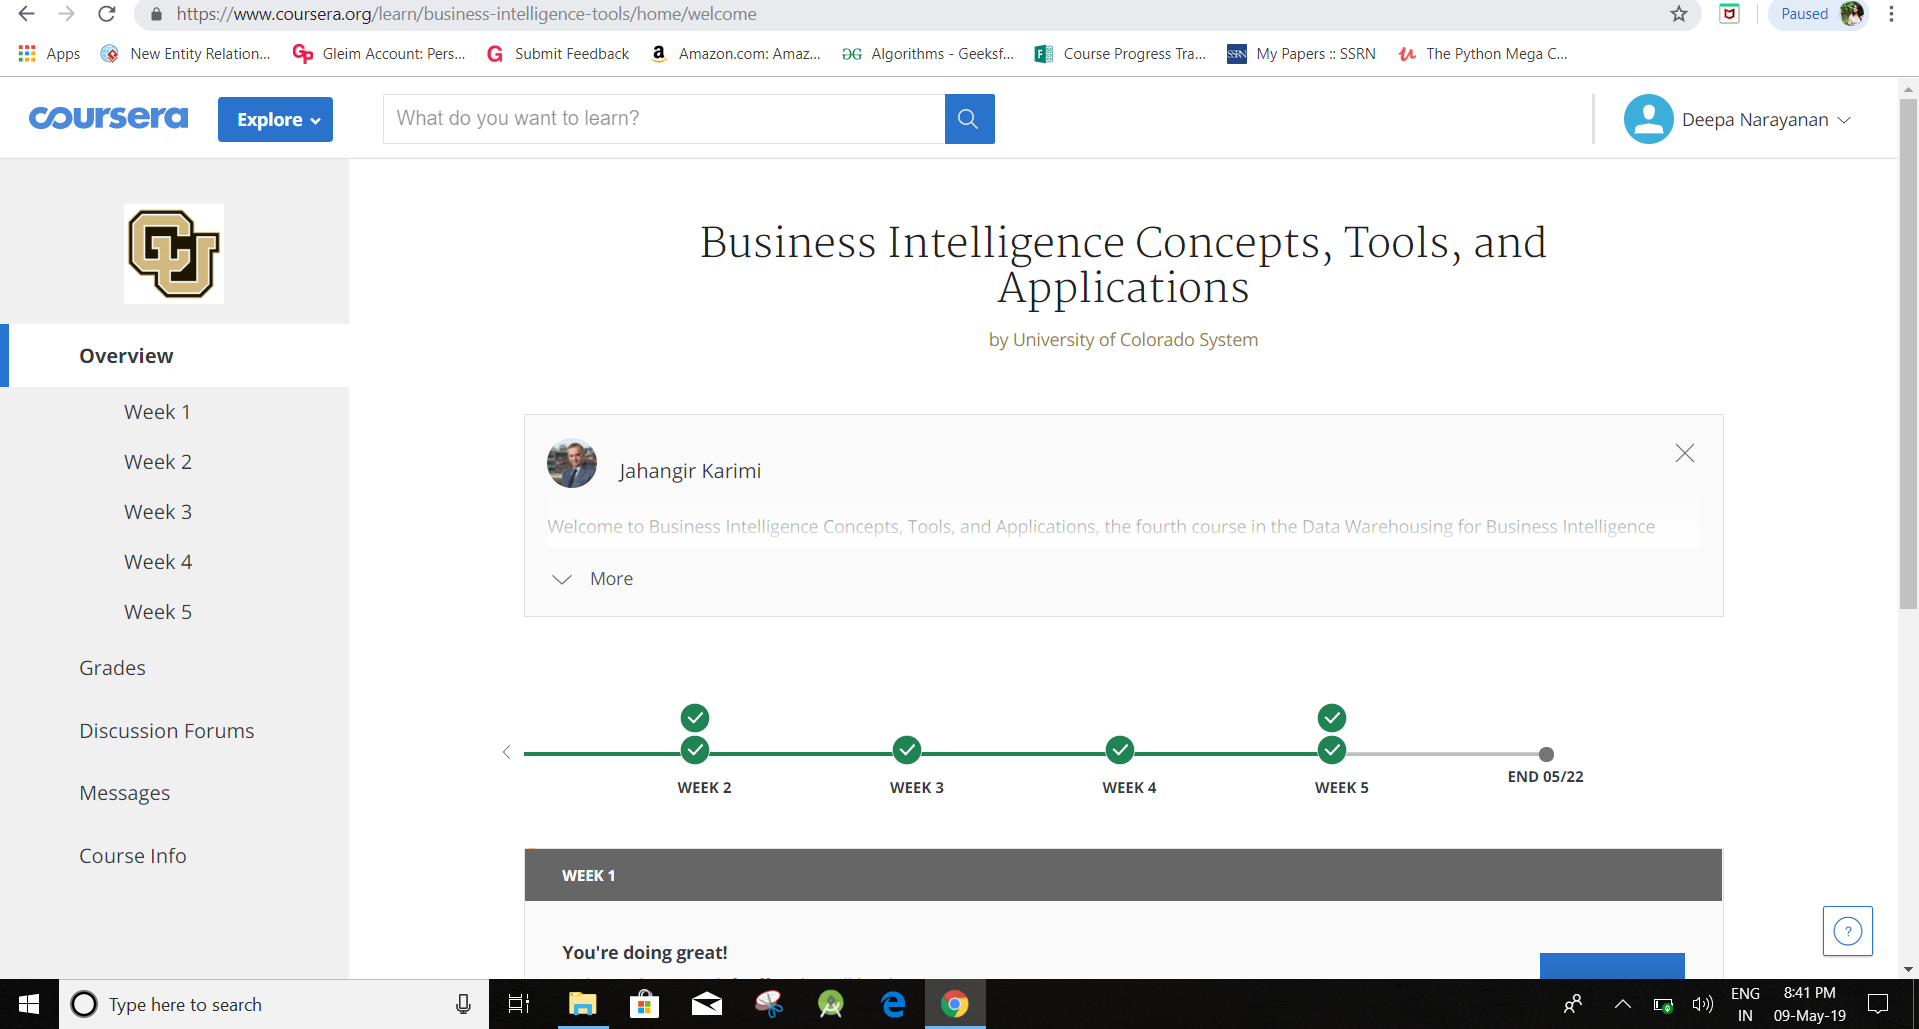 https://www.coursera.org/learn/business-intelligence-tools/home/welcome
Paused
Apps
New Entity Relation...
Gleim Account: Pers...
Submit Feedback
Amazon.com: Amaz...
Algorithms - Geeksf...
Course Progress Tra...
SSRN
My Papers :: SSRN
The Python Mega C...
coursera
Explore
What do you want to learn?
Deepa Narayanan
CU
Overview
Week 1
Week 2
Week 3
Week 4
Week 5
Grades
Discussion Forums
Messages
Course Info
Business Intelligence Concepts, Tools, and
Applications
by University of Colorado System
Jahangir Karimi
Welcome to Business Intelligence Concepts, Tools, and Applications, the fourth course in the Data Warehousing for Business Intelligence
More
WEEK 2
WEEK 3
WEEK 4
WEEK 5
END 05/22
WEEK 1
You're doing great!
?
Type here to search
ENG
IN
8:41 PM
09-May-19